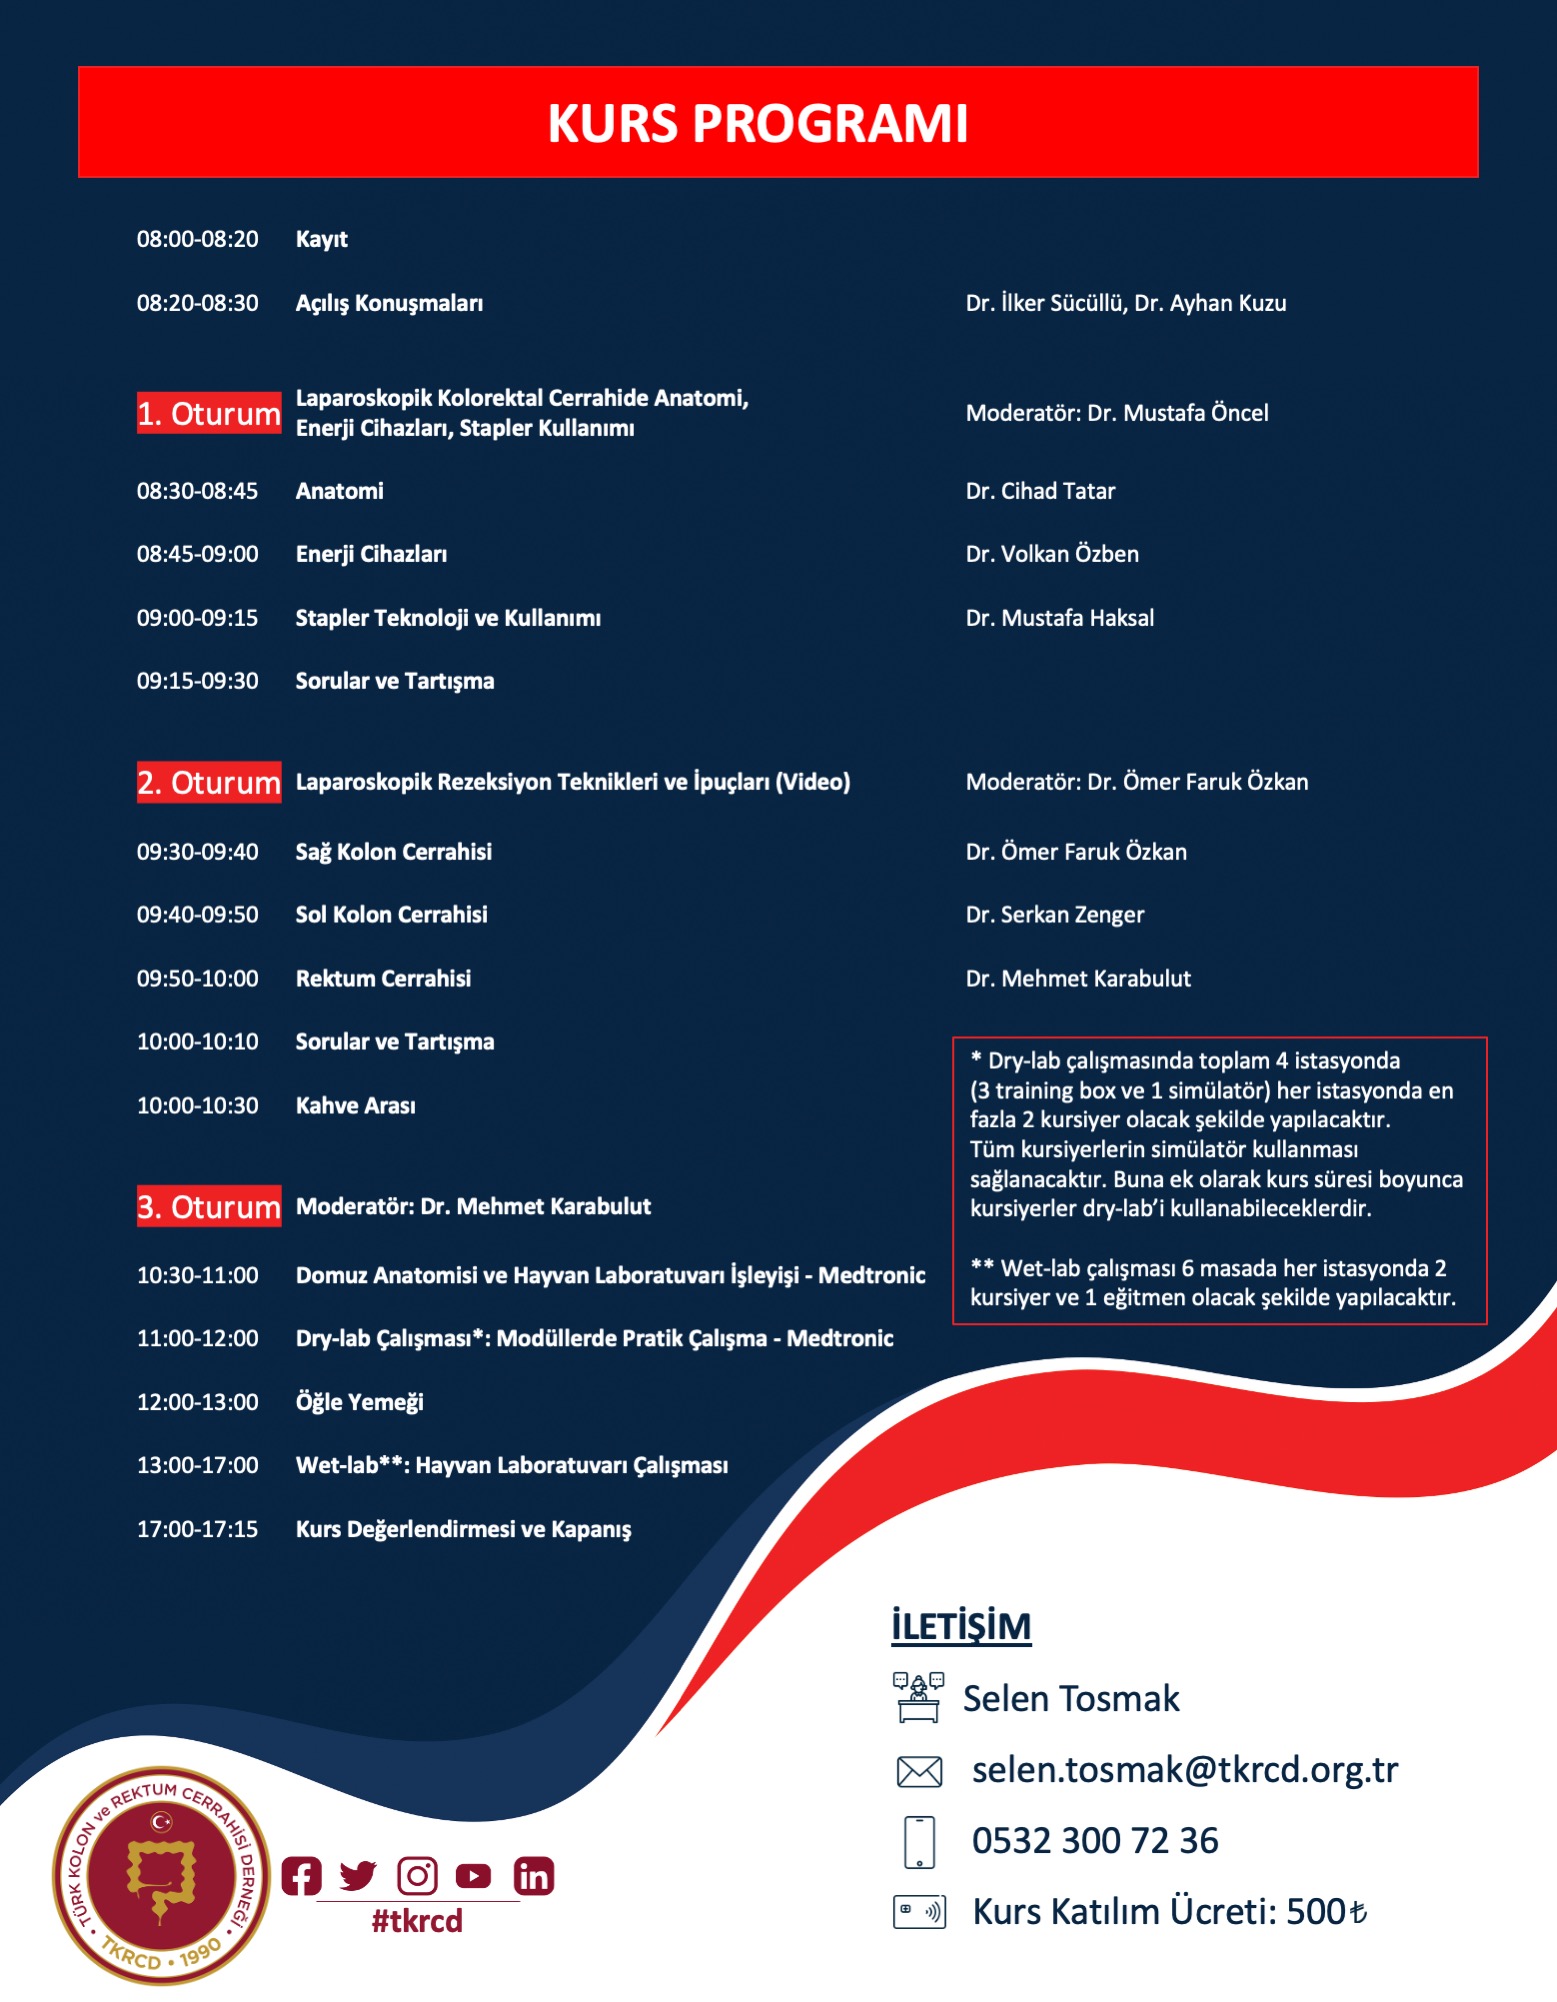 KURS PROGRAMI
08:00-08:20 Kayıt
08:20-08:30 Açılış Konuşmaları Dr. İlker Sücüllü, Dr. Ayhan Kuzu
1. Oturum Laparoskopik Kolorektal Cerrahide Anatomi,
Enerji Cihazları, Stapler Kullanımı
Moderatör: Dr. Mustafa Öncel
08:30-08:45 Anatomi Dr. Cihad Tatar
08:45-09:00 Enerji Cihazları Dr. Volkan Özben
09:00-09:15 Stapler Teknoloji ve Kullanımı Dr. Mustafa Haksal
09:15-09:30 Sorular ve Tartışma
2. Oturum Laparoskopik Rezeksiyon Teknikleri ve İpuçları (Video) Moderatör: Dr. Ömer Faruk Özkan
09:30-09:40 Sağ Kolon Cerrahisi Dr. Ömer Faruk Özkan
09:40-09:50 Sol Kolon Cerrahisi Dr. Serkan Zenger
09:50-10:00 Rektum Cerrahisi Dr. Mehmet Karabulut
10:00-10:10 Sorular ve Tartışma
10:00-10:30 Kahve Arası
3. Oturum Moderatör: Dr. Mehmet Karabulut
10:30-11:00 Domuz Anatomisi ve Hayvan Laboratuvarı İşleyişi - Medtronic
11:00-12:00 Dry-lab Çalışması*: Modüllerde Pratik Çalışma - Medtronic
12:00-13:00 Öğle Yemeği
13:00-17:00 Wet-lab**: Hayvan Laboratuvarı Çalışması
17:00-17:15 Kurs Değerlendirmesi ve Kapanış
* Dry-lab çalışmasında toplam 4 istasyonda
(3 training box ve 1 simülatör) her istasyonda en
fazla 2 kursiyer olacak şekilde yapılacaktır.
Tüm kursiyerlerin simülatör kullanması
sağlanacaktır. Buna ek olarak kurs süresi boyunca
kursiyerler dry-lab’i kullanabileceklerdir.
** Wet-lab çalışması 6 masada her istasyonda 2
kursiyer ve 1 eğitmen olacak şekilde yapılacaktır.
İLETİŞİM
Selen Tosmak
selen.tosmak@tkrcd.org.tr
0532 300 72 36
Kurs Katılım Ücreti: 500₺
• TÜRK KOLON ve REKTUM CERRAHİSİ DERNEĞİ •
TKRCD • 1990
#tkrcd